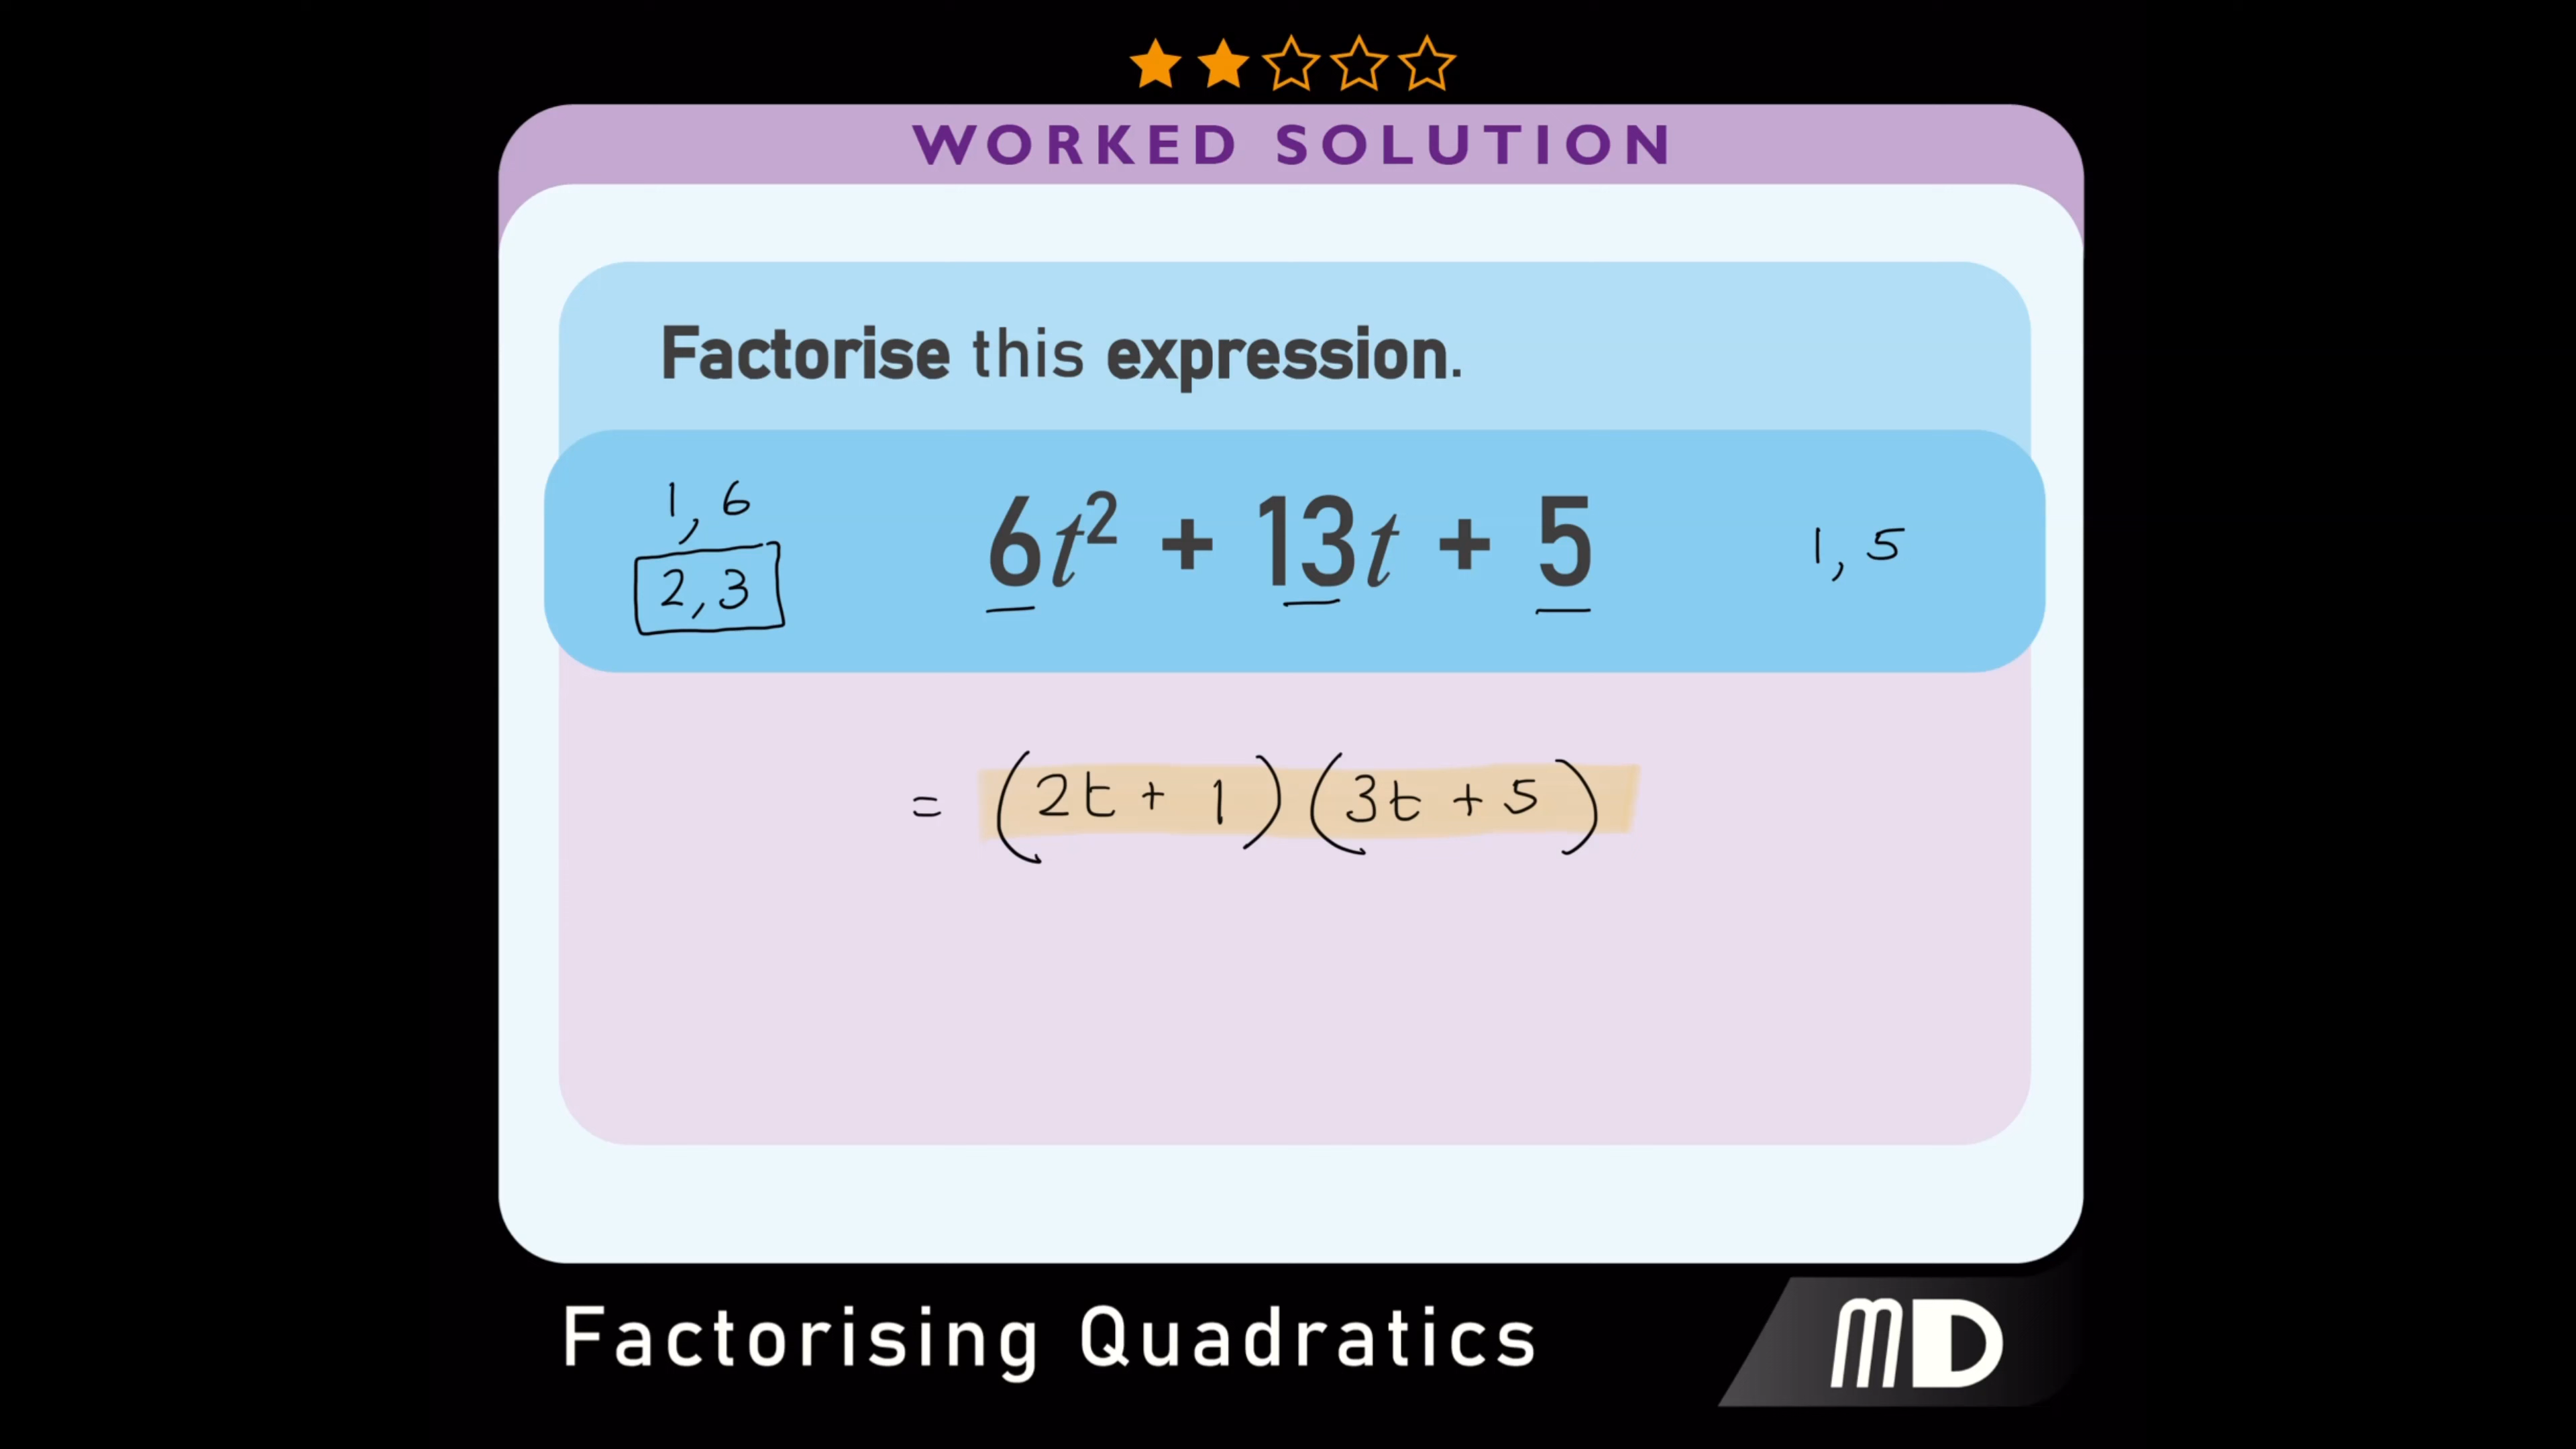 WORKED SOLUTION
Factorise this expression.
1, 6
2, 3
6t² + 13t + 5
1, 5
= (2t + 1)(3t + 5)
Factorising Quadratics
MD